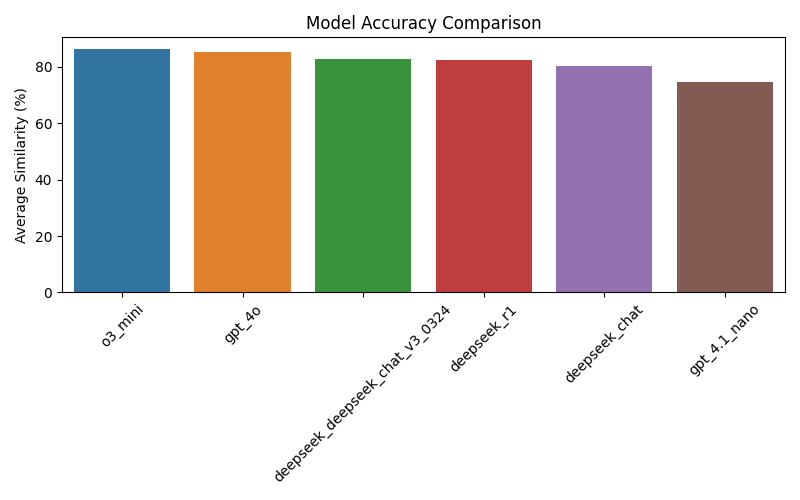 Model Accuracy Comparison
Average Similarity (%)
80
60
40
20
0
o3_mini
gpt_4o
deepseek_deepseek_chat_v3_0324
deepseek_r1
deepseek_chat
gpt_4.1_nano